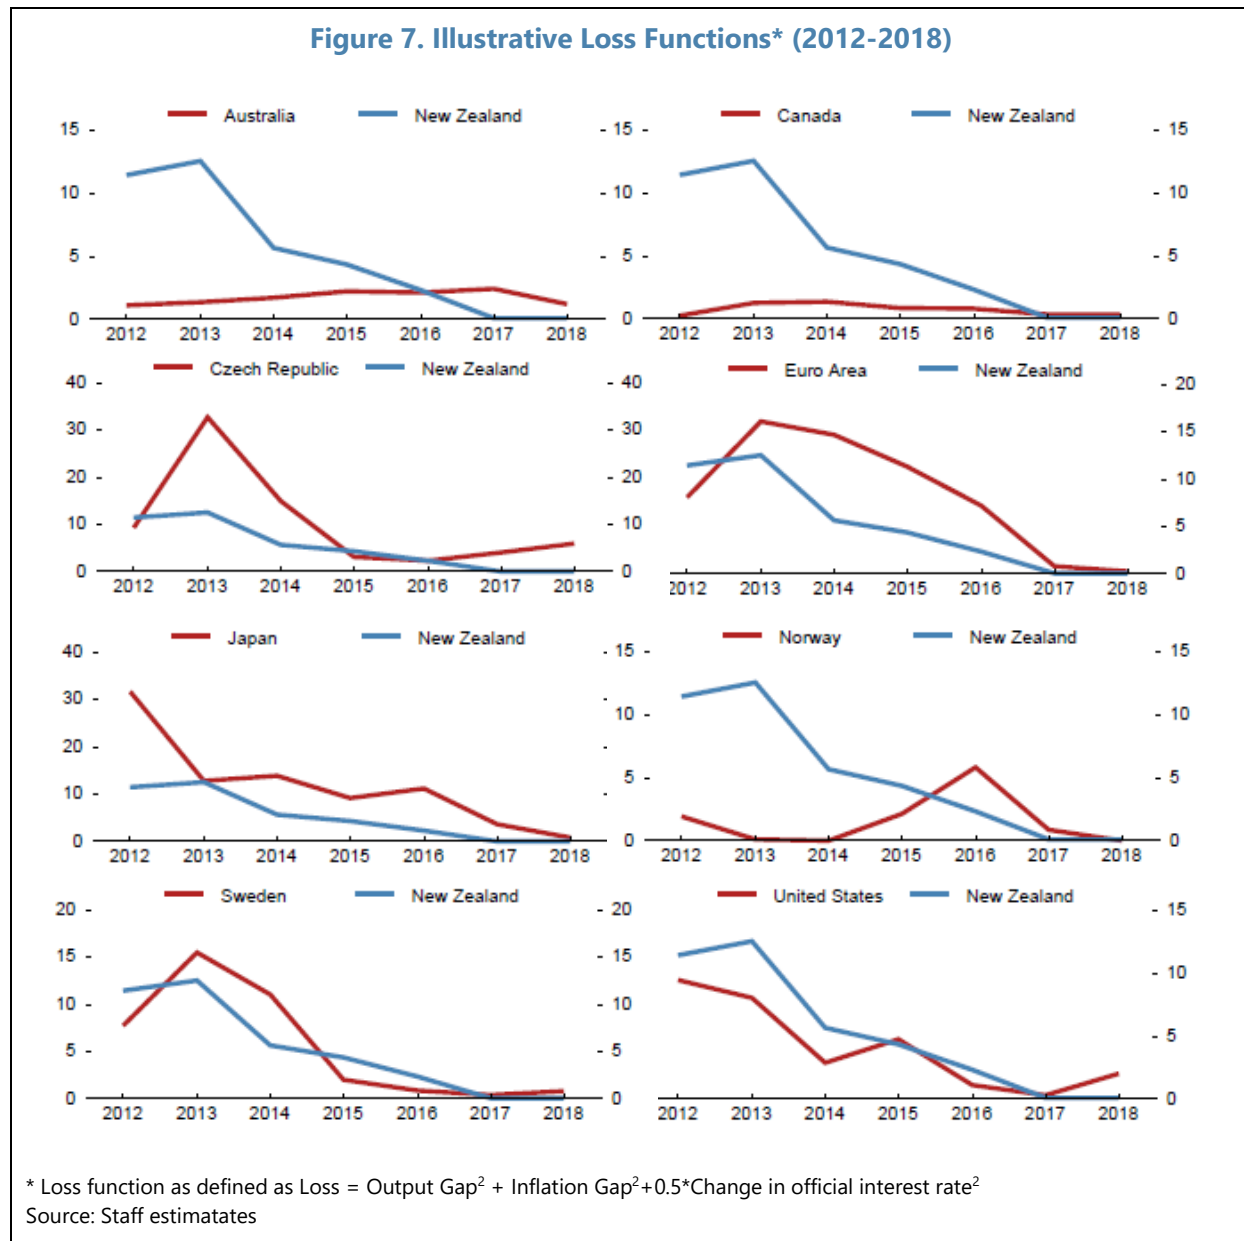 Figure 7. Illustrative Loss Functions* (2012-2018)
Australia New Zealand
15 - -
10 - -
5 - -
0
2012 2013 2014 2015 2016 2017 2018
Canada New Zealand
- - 15
- - 10
- - 5
0 0
2012 2013 2014 2015 2016 2017 2018
Czech Republic New Zealand
40 - - 40
30 - - 30
20 - - 20
10 - - 10
0 0
2012 2013 2014 2015 2016 2017 2018
Euro Area New Zealand
- 20
- 15
- 10
- 5
0
2012 2013 2014 2015 2016 2017 2018
Japan New Zealand
40 -
30 -
20 -
10 -
0
2012 2013 2014 2015 2016 2017 2018
Norway New Zealand
15 - - 15
10 - - 10
5 - - 5
0 0
2012 2013 2014 2015 2016 2017 2018
Sweden New Zealand
20 - - 20
15 - - 15
10 - - 10
5 - - 5
0 0
2012 2013 2014 2015 2016 2017 2018
United States New Zealand
- 15
- 10
- 5
0
2012 2013 2014 2015 2016 2017 2018
* Loss function as defined as Loss = Output Gap² + Inflation Gap²+0.5*Change in official interest rate²
Source: Staff estimatates